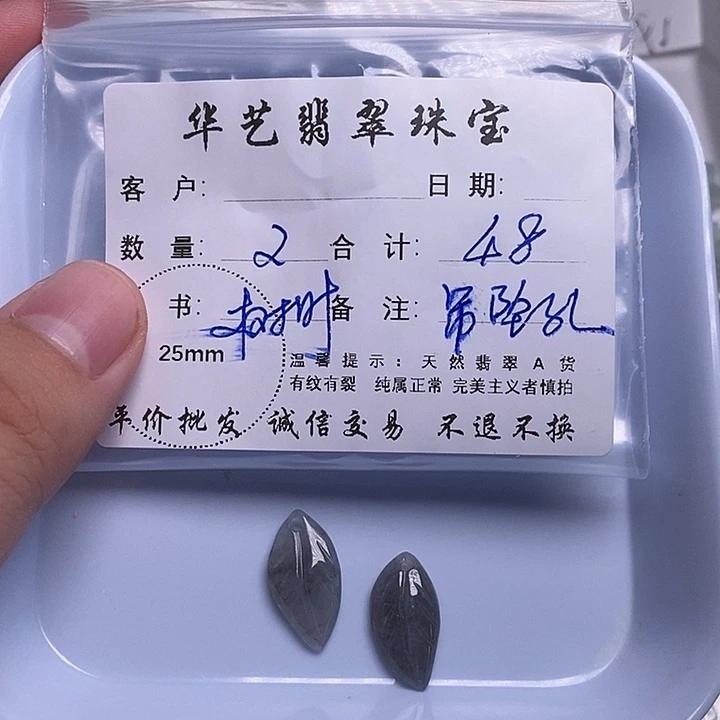 华艺翡翠珠宝
客 户: 日 期:
数 量: 2 合 计: 48
书: 备 注: 吊坠孔
25mm
温馨提示: 天然翡翠A货
有纹有裂 纯属正常 完美主义者慎拍
平价批发 诚信交易 不退不换